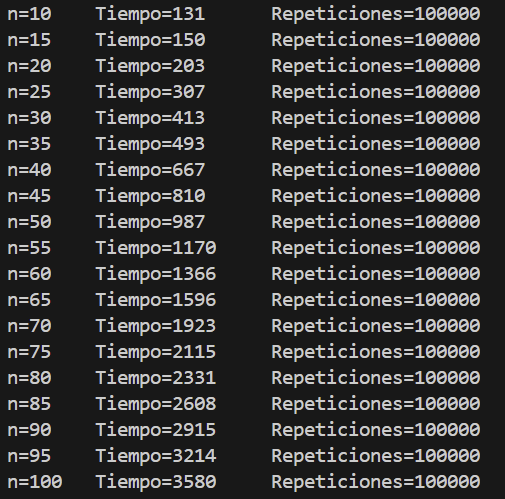 n=10 Tiempo=131 Repeticiones=100000
n=15 Tiempo=150 Repeticiones=100000
n=20 Tiempo=203 Repeticiones=100000
n=25 Tiempo=307 Repeticiones=100000
n=30 Tiempo=413 Repeticiones=100000
n=35 Tiempo=493 Repeticiones=100000
n=40 Tiempo=667 Repeticiones=100000
n=45 Tiempo=810 Repeticiones=100000
n=50 Tiempo=987 Repeticiones=100000
n=55 Tiempo=1170 Repeticiones=100000
n=60 Tiempo=1366 Repeticiones=100000
n=65 Tiempo=1596 Repeticiones=100000
n=70 Tiempo=1923 Repeticiones=100000
n=75 Tiempo=2115 Repeticiones=100000
n=80 Tiempo=2331 Repeticiones=100000
n=85 Tiempo=2608 Repeticiones=100000
n=90 Tiempo=2915 Repeticiones=100000
n=95 Tiempo=3214 Repeticiones=100000
n=100 Tiempo=3580 Repeticiones=100000